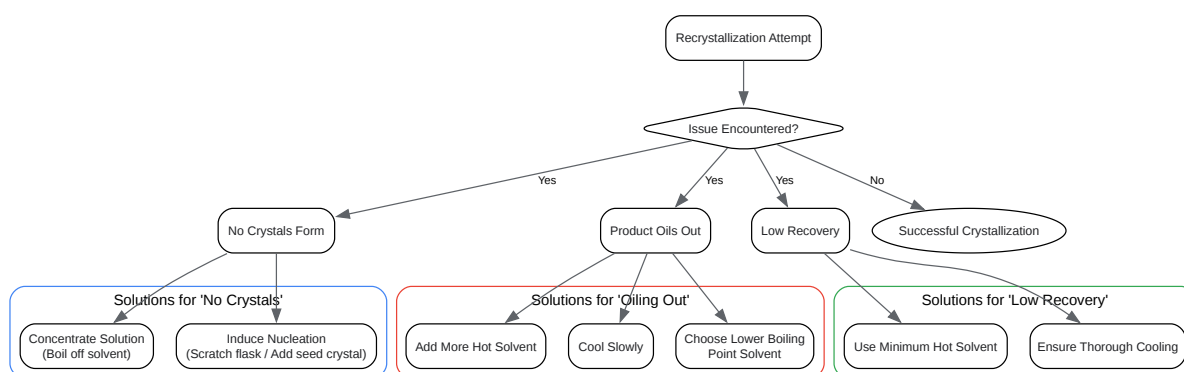 Recrystallization Attempt
Issue Encountered?
Yes
Yes
Yes
No
No Crystals Form
Product Oils Out
Low Recovery
Successful Crystallization
Solutions for 'No Crystals'
Solutions for 'Oiling Out'
Solutions for 'Low Recovery'
Concentrate Solution
(Boil off solvent)
Induce Nucleation
(Scratch flask / Add seed crystal)
Add More Hot Solvent
Cool Slowly
Choose Lower Boiling
Point Solvent
Use Minimum Hot Solvent
Ensure Thorough Cooling